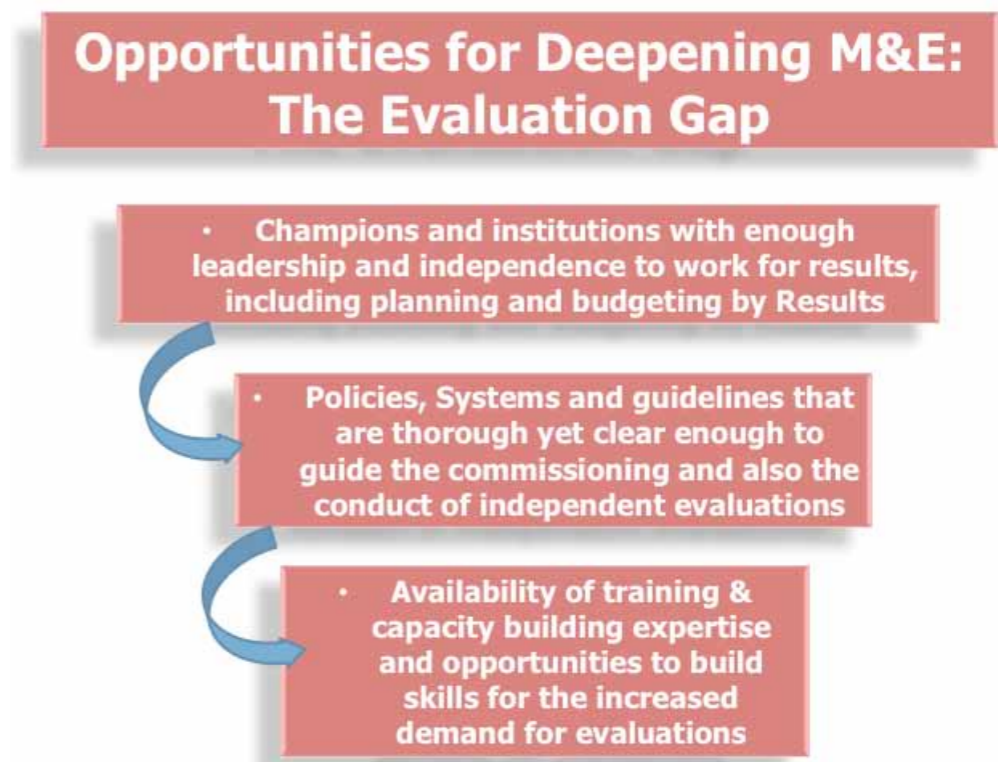 Opportunities for Deepening M&E:
The Evaluation Gap
• Champions and institutions with enough
leadership and independence to work for results,
including planning and budgeting by Results
• Policies, Systems and guidelines that
are thorough yet clear enough to
guide the commissioning and also the
conduct of independent evaluations
• Availability of training &
capacity building expertise
and opportunities to build
skills for the increased
demand for evaluations